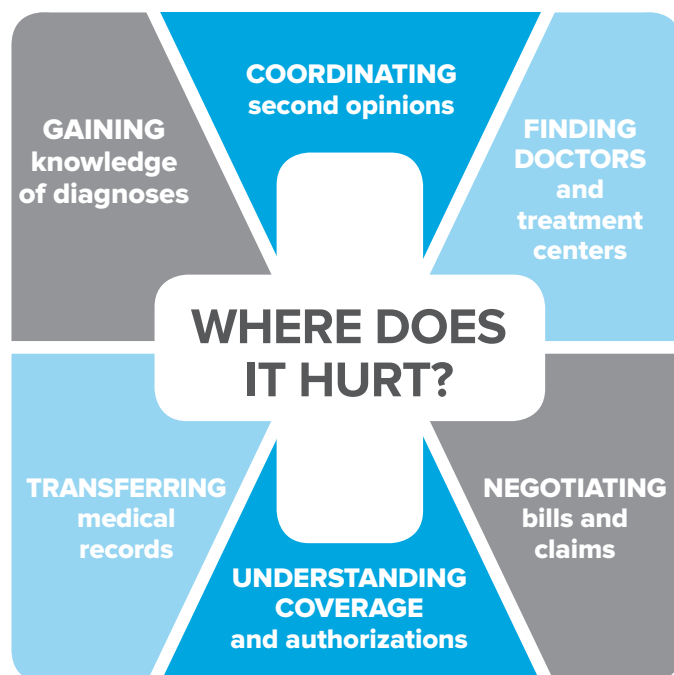 COORDINATING
second opinions
GAINING
knowledge
of diagnoses
FINDING
DOCTORS
and
treatment
centers
WHERE DOES
IT HURT?
TRANSFERRING
medical
records
NEGOTIATING
bills and
claims
UNDERSTANDING
COVERAGE
and authorizations